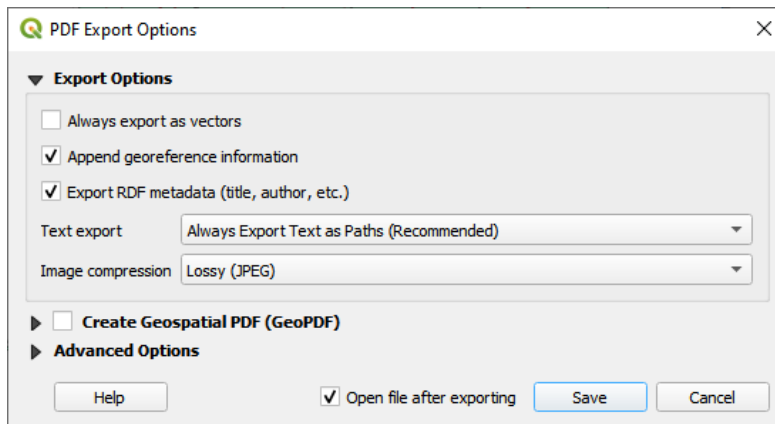 PDF Export Options
Export Options
Always export as vectors
Append georeference information
Export RDF metadata (title, author, etc.)
Text export Always Export Text as Paths (Recommended)
Image compression Lossy (JPEG)
Create Geospatial PDF (GeoPDF)
Advanced Options
Help Open file after exporting Save Cancel